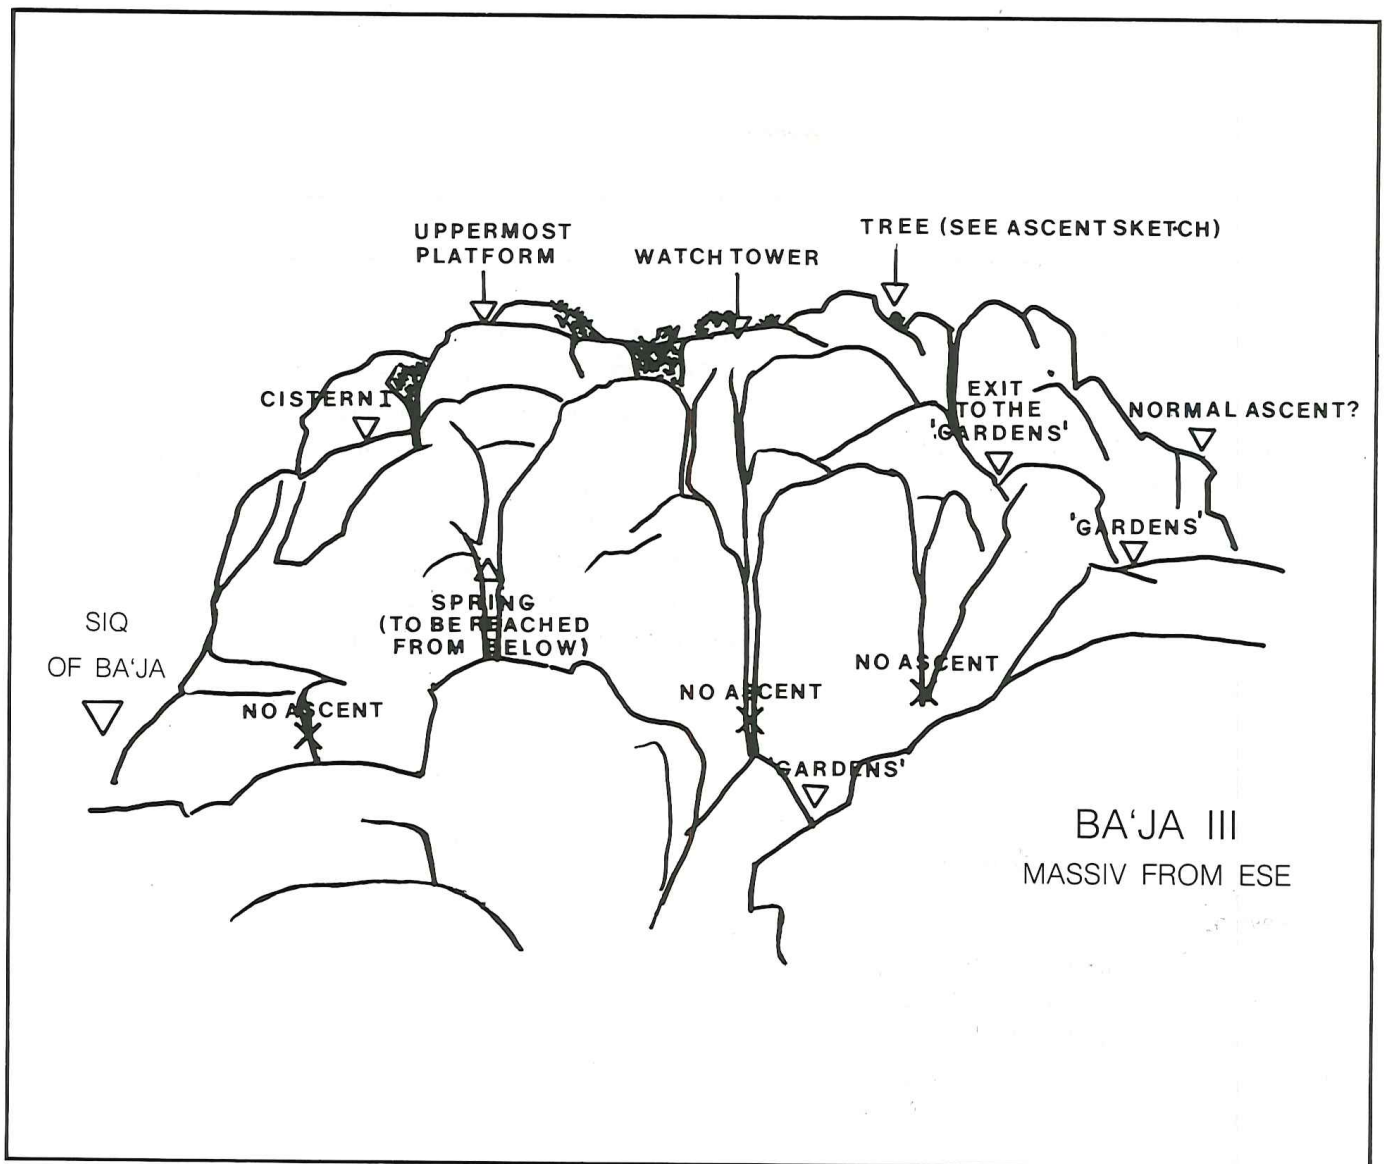 UPPERMOST
PLATFORM
WATCH TOWER
TREE (SEE ASCENT SKETCH)
CISTERN I
EXIT
TO THE
'GARDENS'
NORMAL ASCENT?
'GARDENS'
SPRING
(TO BE REACHED
FROM BELOW)
SIQ
OF BA‘JA
NO ASCENT
NO ASCENT
NO ASCENT
'GARDENS'
BA‘JA III
MASSIV FROM ESE